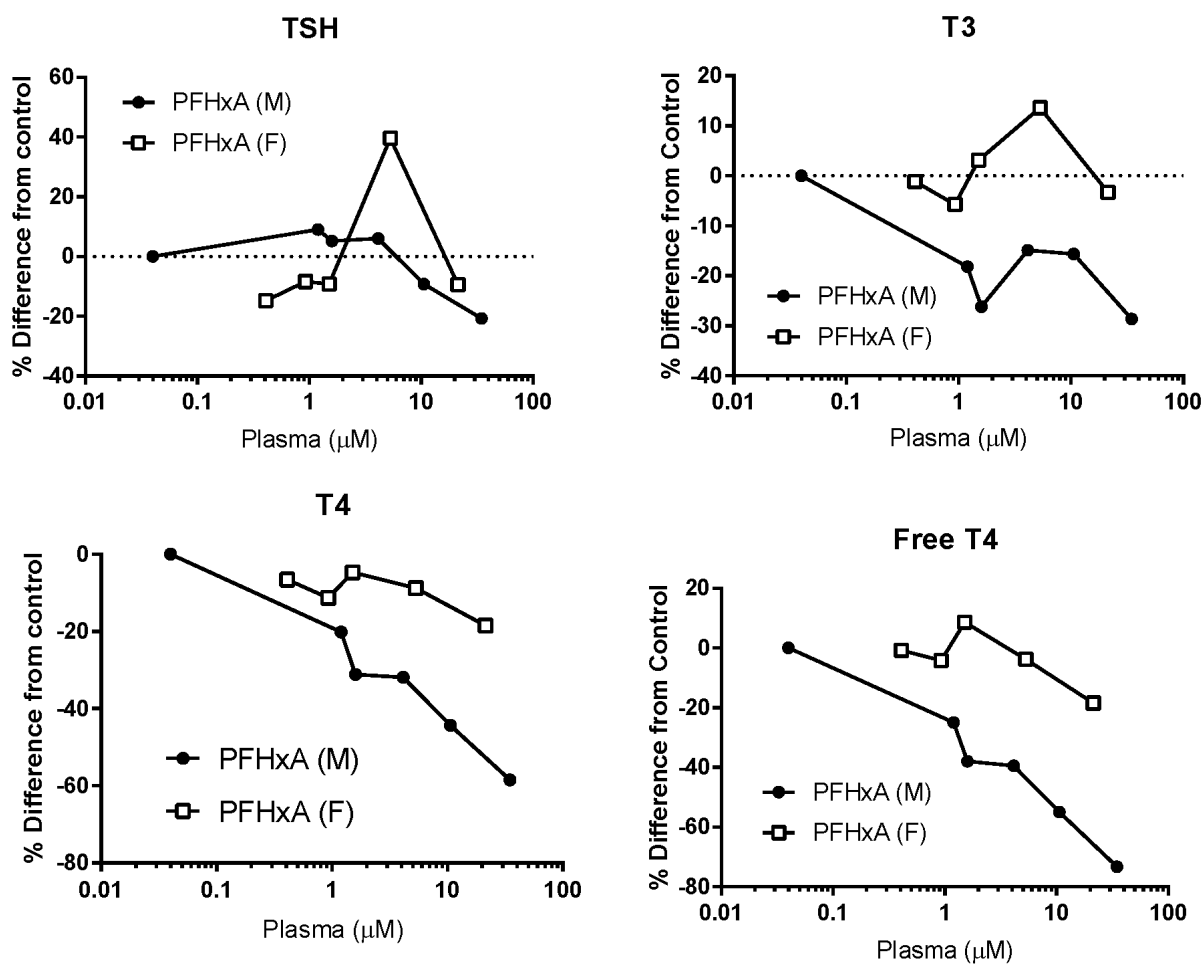 TSH
% Difference from control
60
40
20
0
-20
-40
PFHxA (M)
PFHxA (F)
0.01 0.1 1 10 100
Plasma (μM)
T3
% Difference from Control
20
10
0
-10
-20
-30
-40
PFHxA (M)
PFHxA (F)
0.01 0.1 1 10 100
Plasma (μM)
T4
% Difference from control
0
-20
-40
-60
-80
PFHxA (M)
PFHxA (F)
0.01 0.1 1 10 100
Plasma (μM)
Free T4
% Difference from Control
20
0
-20
-40
-60
-80
PFHxA (M)
PFHxA (F)
0.01 0.1 1 10 100
Plasma (μM)